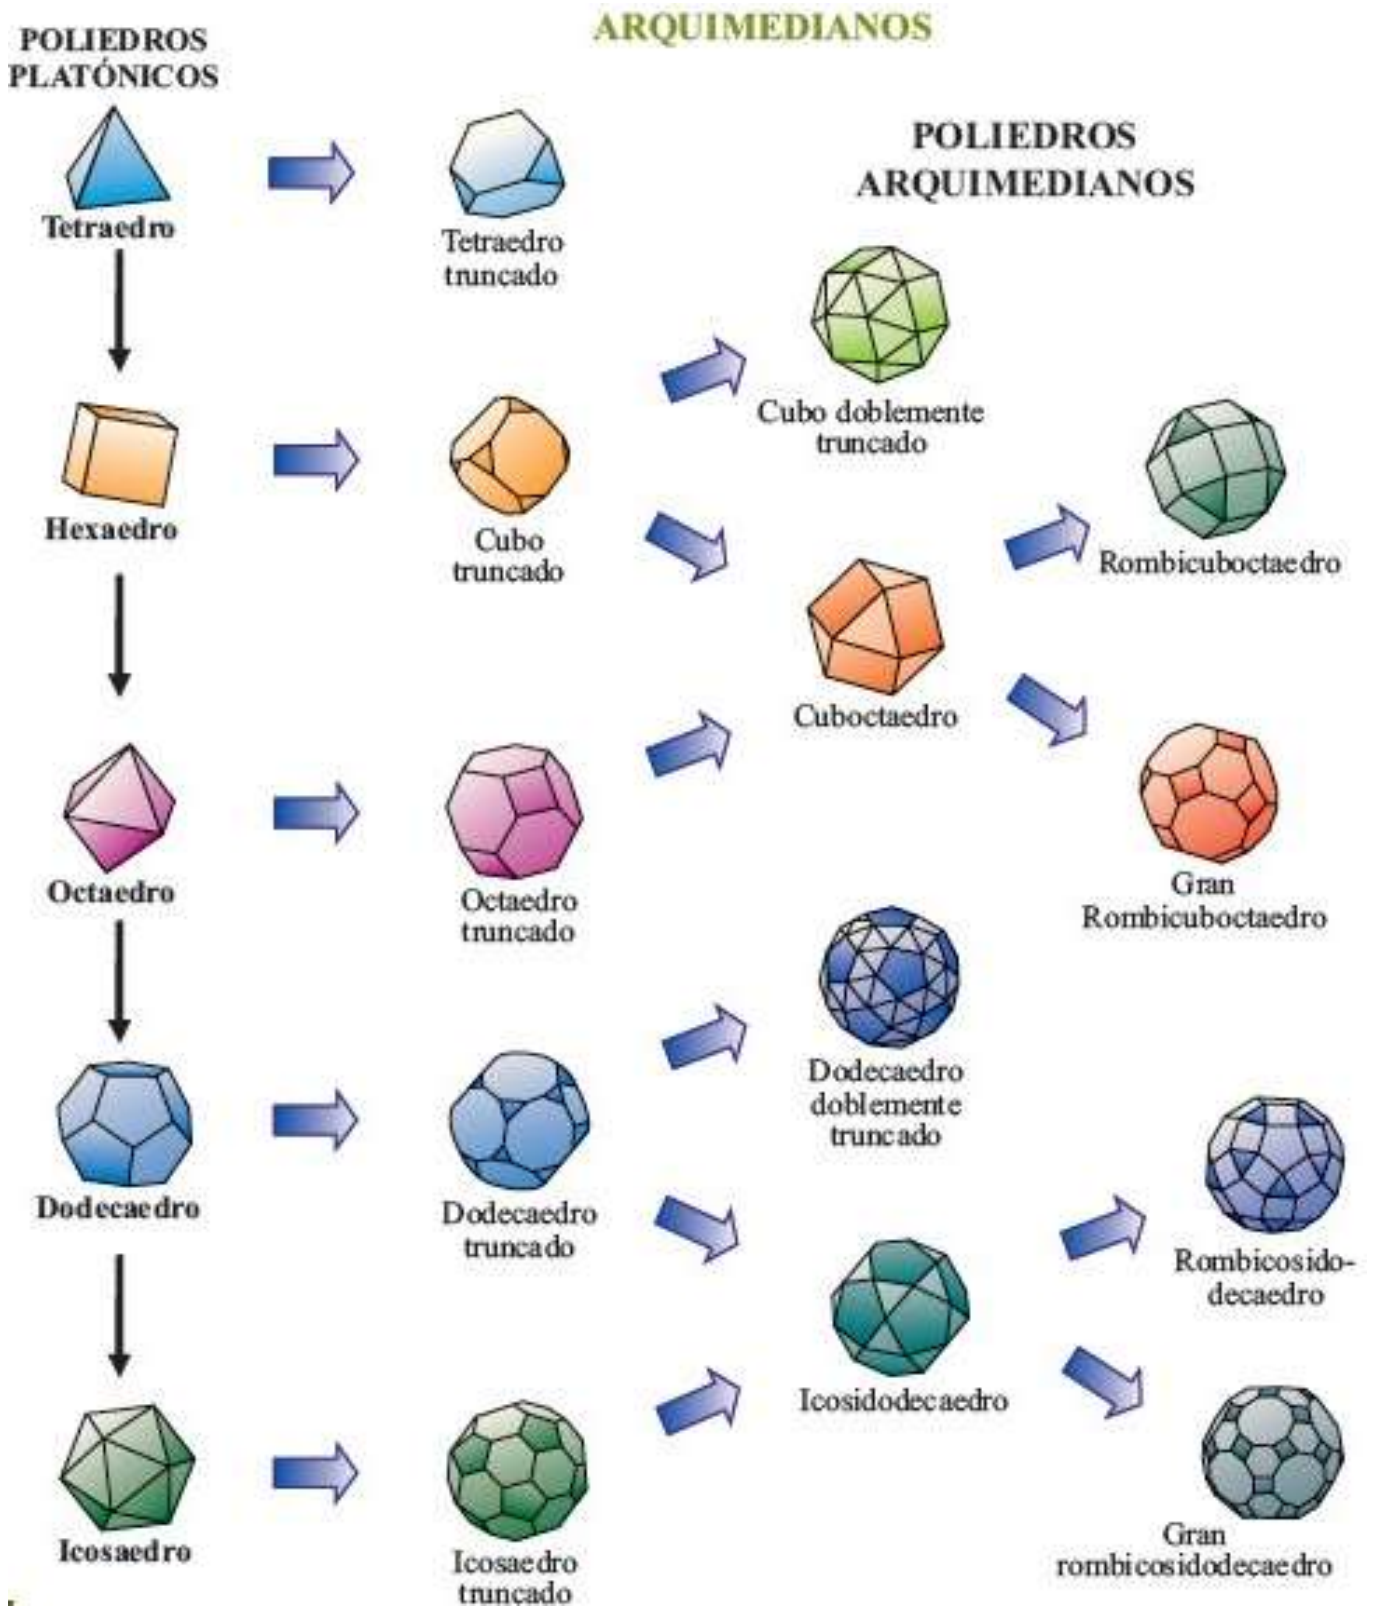 ARQUIMEDIANOS
POLIEDROS
PLATÓNICOS
POLIEDROS
ARQUIMEDIANOS
Tetraedro
Tetraedro
truncado
Cubo doblemente
truncado
Hexaedro
Cubo
truncado
Rombicuboctaedro
Cuboctaedro
Octaedro
Octaedro
truncado
Gran
Rombicuboctaedro
Dodecaedro
doblemente
truncado
Dodecaedro
Dodecaedro
truncado
Rombicosido-
decaedro
Icosidodecaedro
Icosaedro
Icosaedro
truncado
Gran
rombicosidodecaedro